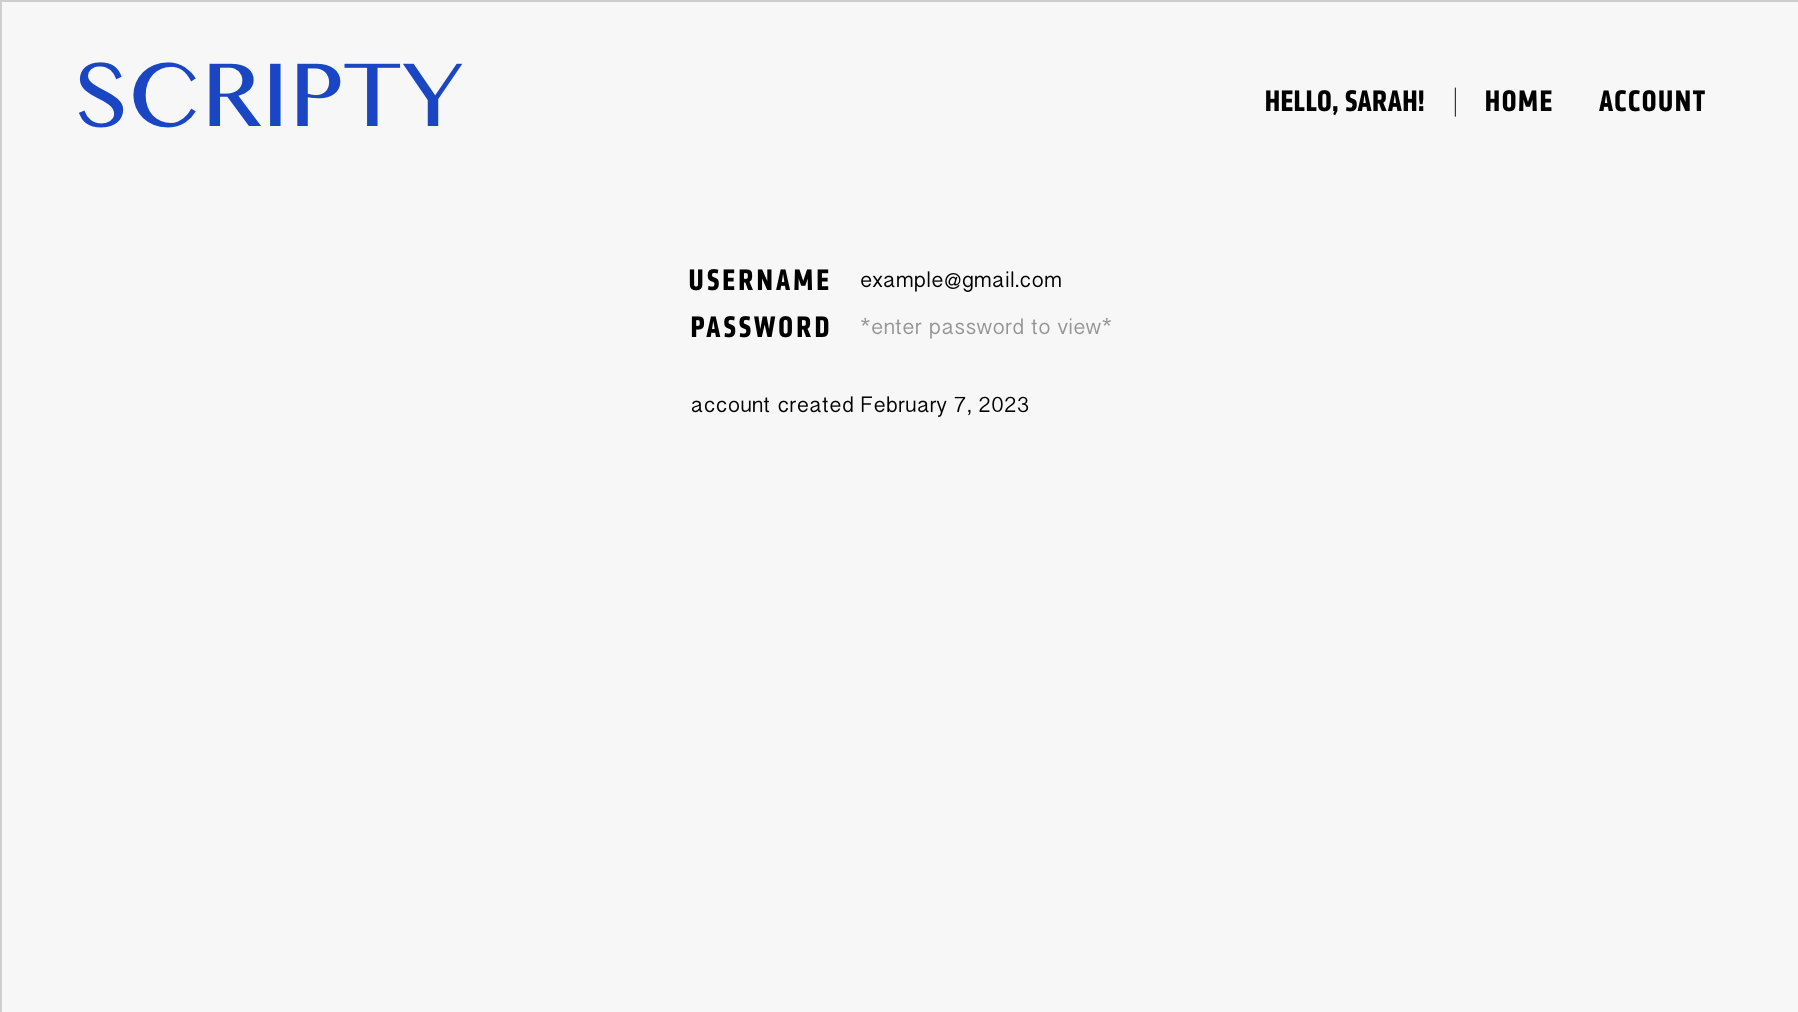 SCRIPTY
HELLO, SARAH! HOME ACCOUNT
USERNAME example@gmail.com
PASSWORD *enter password to view*
account created February 7, 2023